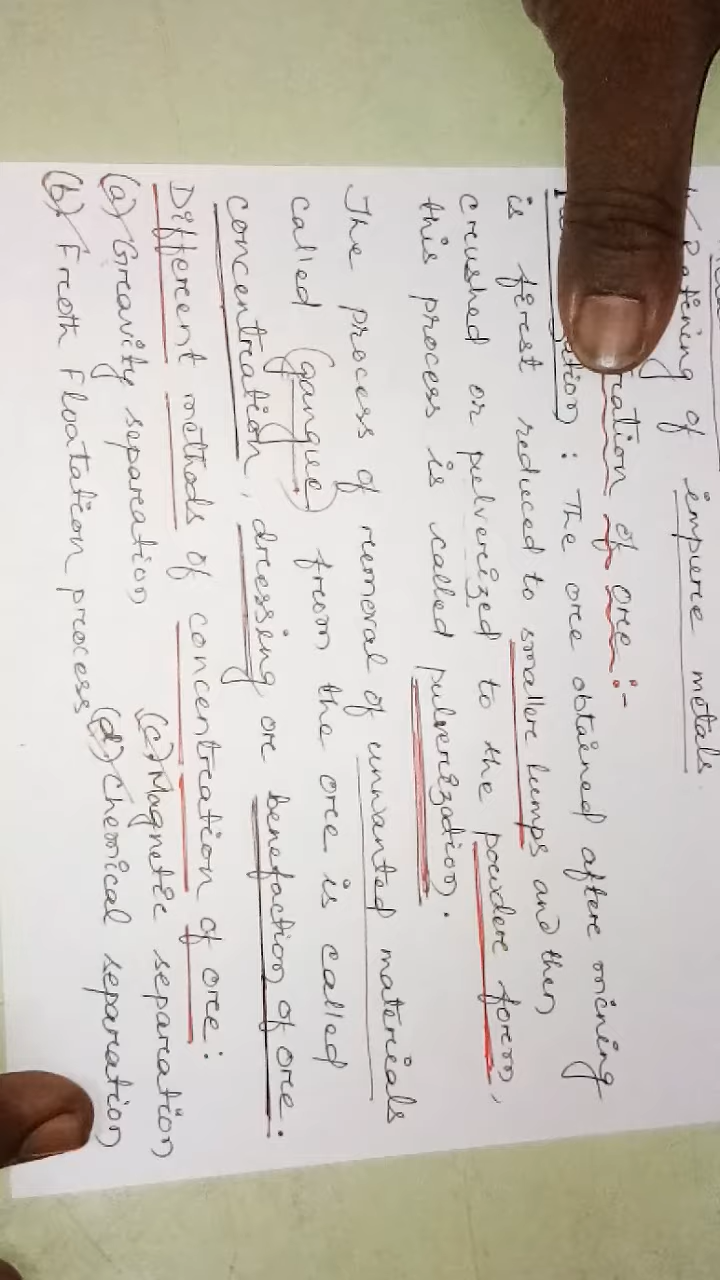 Refining of impure metals.
ration of ore :-
tion : The ore obtained after mining
is first reduced to smaller lumps and then
crushed or pulverized to the powder form,
this process is called pulverization.
The process of removal of unwanted materials
called (gangue) from the ore is called
concentration, dressing or benefaction of ore.
Different methods of concentration of ore:
(a) Gravity separation (c) Magnetic separation
(b) Froth Floatation process (d) Chemical separation